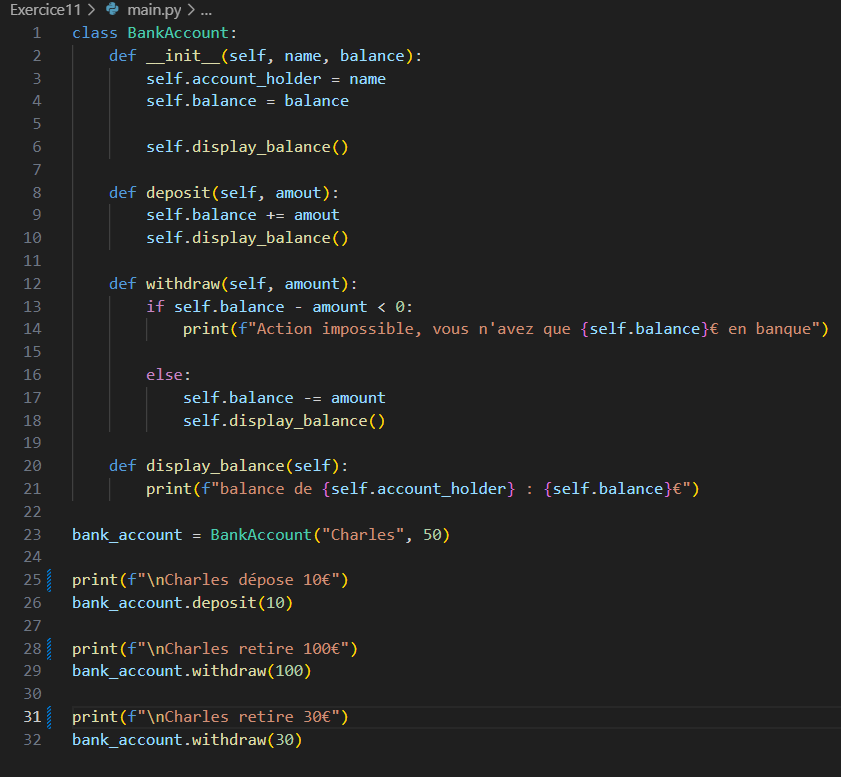 Exercice11 > main.py > ...
1 class BankAccount:
2     def __init__(self, name, balance):
3         self.account_holder = name
4         self.balance = balance
5
6         self.display_balance()
7
8     def deposit(self, amout):
9         self.balance += amout
10         self.display_balance()
11
12     def withdraw(self, amount):
13         if self.balance - amount < 0:
14             print(f"Action impossible, vous n'avez que {self.balance}€ en banque")
15
16         else:
17             self.balance -= amount
18             self.display_balance()
19
20     def display_balance(self):
21         print(f"balance de {self.account_holder} : {self.balance}€")
22
23 bank_account = BankAccount("Charles", 50)
24
25 print(f"\nCharles dépose 10€")
26 bank_account.deposit(10)
27
28 print(f"\nCharles retire 100€")
29 bank_account.withdraw(100)
30
31 print(f"\nCharles retire 30€")
32 bank_account.withdraw(30)